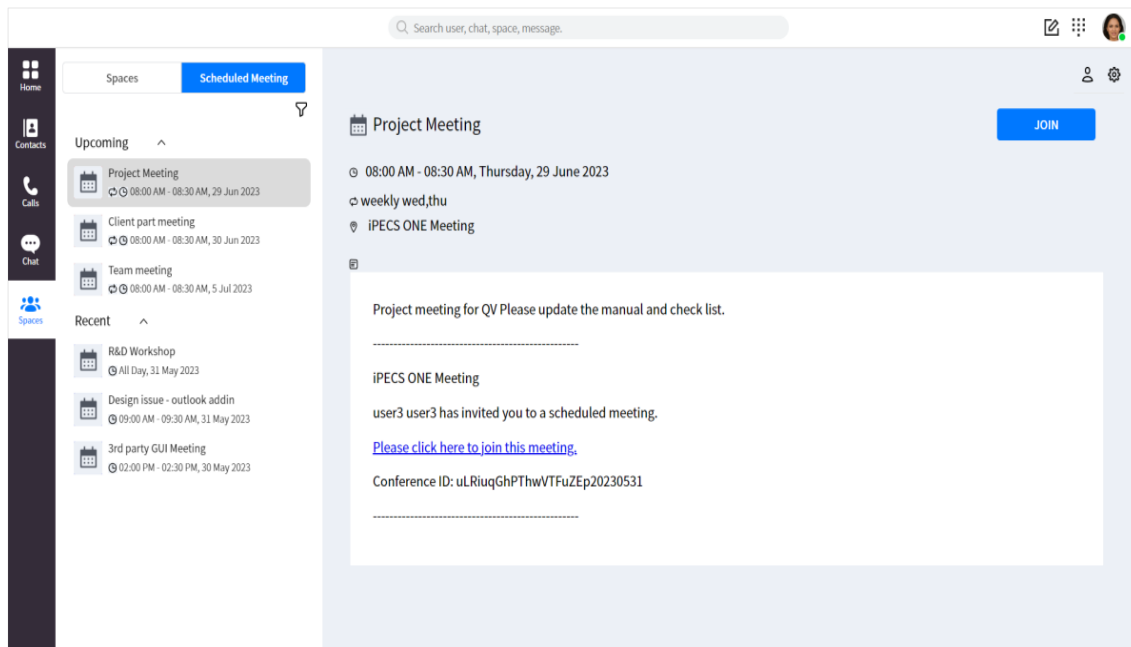 Search user, chat, space, message.
Home
Contacts
Calls
Chat
Spaces
Spaces
Scheduled Meeting
Upcoming
Project Meeting
08:00 AM - 08:30 AM, 29 Jun 2023
Client part meeting
08:00 AM - 08:30 AM, 30 Jun 2023
Team meeting
08:00 AM - 08:30 AM, 5 Jul 2023
Recent
R&D Workshop
All Day, 31 May 2023
Design issue - outlook addin
09:00 AM - 09:30 AM, 31 May 2023
3rd party GUI Meeting
02:00 PM - 02:30 PM, 30 May 2023
Project Meeting
JOIN
08:00 AM - 08:30 AM, Thursday, 29 June 2023
weekly wed,thu
iPECS ONE Meeting
Project meeting for QV Please update the manual and check list.
--------------------------------------------------
iPECS ONE Meeting
user3 user3 has invited you to a scheduled meeting.
Please click here to join this meeting.
Conference ID: uLRiuqGhPThwVTFuZEp20230531
--------------------------------------------------